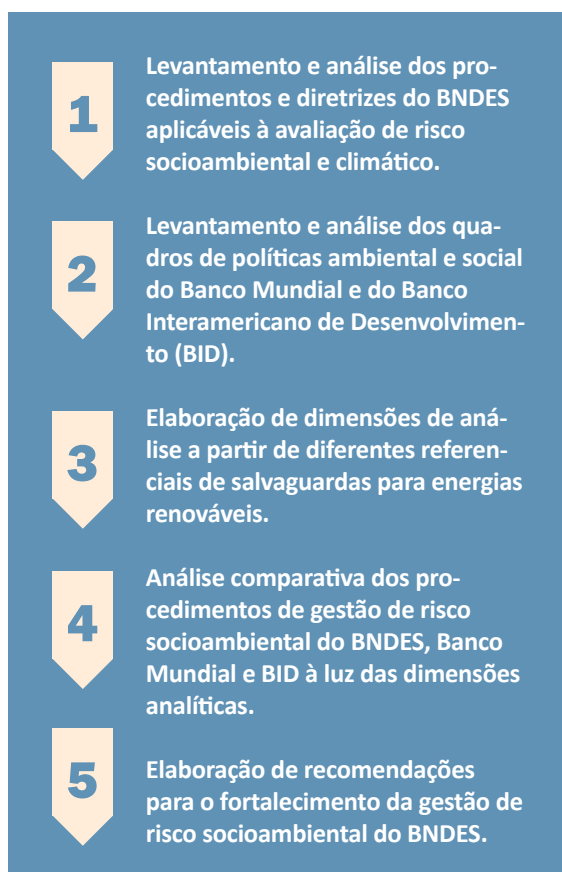 1
Levantamento e análise dos pro-
cedimentos e diretrizes do BNDES
aplicáveis à avaliação de risco
socioambiental e climático.
2
Levantamento e análise dos qua-
dros de políticas ambiental e social
do Banco Mundial e do Banco
Interamericano de Desenvolvimen-
to (BID).
3
Elaboração de dimensões de aná-
lise a partir de diferentes referen-
ciais de salvaguardas para energias
renováveis.
4
Análise comparativa dos pro-
cedimentos de gestão de risco
socioambiental do BNDES, Banco
Mundial e BID à luz das dimensões
analíticas.
5
Elaboração de recomendações
para o fortalecimento da gestão de
risco socioambiental do BNDES.